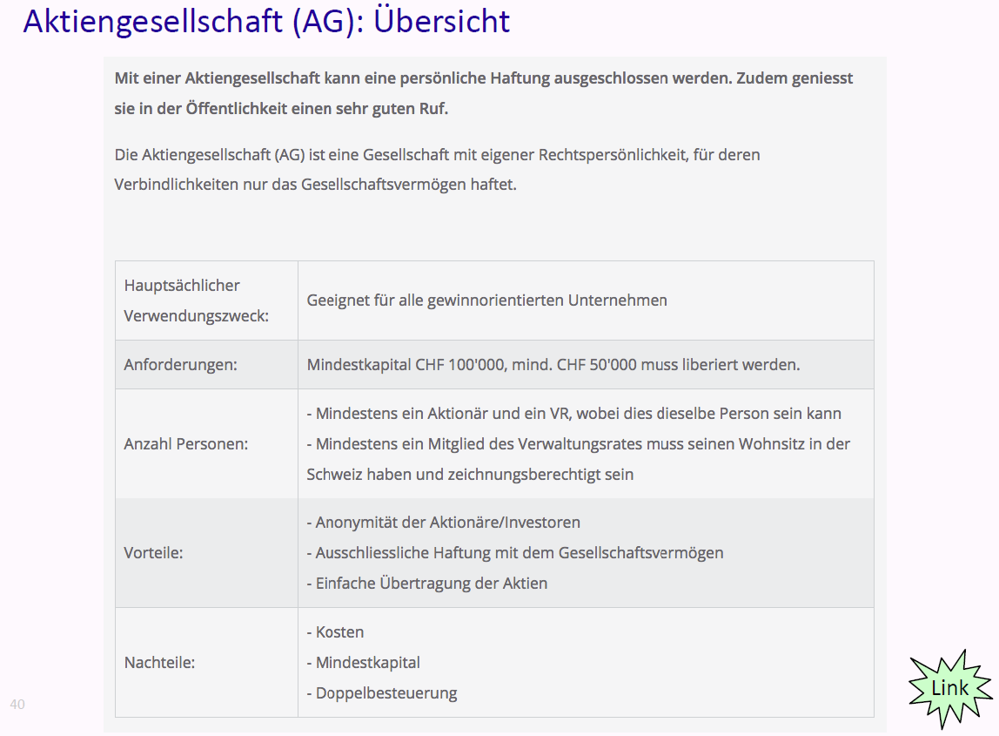 Aktiengesellschaft (AG): Übersicht
Mit einer Aktiengesellschaft kann eine persönliche Haftung ausgeschlossen werden. Zudem geniesst
sie in der Öffentlichkeit einen sehr guten Ruf.
Die Aktiengesellschaft (AG) ist eine Gesellschaft mit eigener Rechtspersönlichkeit, für deren
Verbindlichkeiten nur das Gesellschaftsvermögen haftet.
Hauptsächlicher
Verwendungszweck:
Geeignet für alle gewinnorientierten Unternehmen
Anforderungen:
Mindestkapital CHF 100'000, mind. CHF 50'000 muss liberiert werden.
Anzahl Personen:
- Mindestens ein Aktionär und ein VR, wobei dies dieselbe Person sein kann
- Mindestens ein Mitglied des Verwaltungsrates muss seinen Wohnsitz in der
Schweiz haben und zeichnungsberechtigt sein
Vorteile:
- Anonymität der Aktionäre/Investoren
- Ausschliessliche Haftung mit dem Gesellschaftsvermögen
- Einfache Übertragung der Aktien
Nachteile:
- Kosten
- Mindestkapital
- Doppelbesteuerung
Link
40